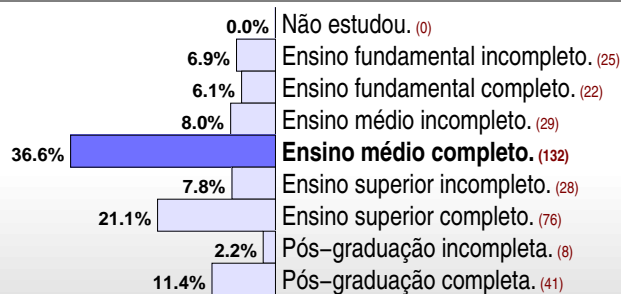 0.0% Não estudou. (0)
6.9% Ensino fundamental incompleto. (25)
6.1% Ensino fundamental completo. (22)
8.0% Ensino médio incompleto. (29)
36.6% Ensino médio completo. (132)
7.8% Ensino superior incompleto. (28)
21.1% Ensino superior completo. (76)
2.2% Pós−graduação incompleta. (8)
11.4% Pós−graduação completa. (41)